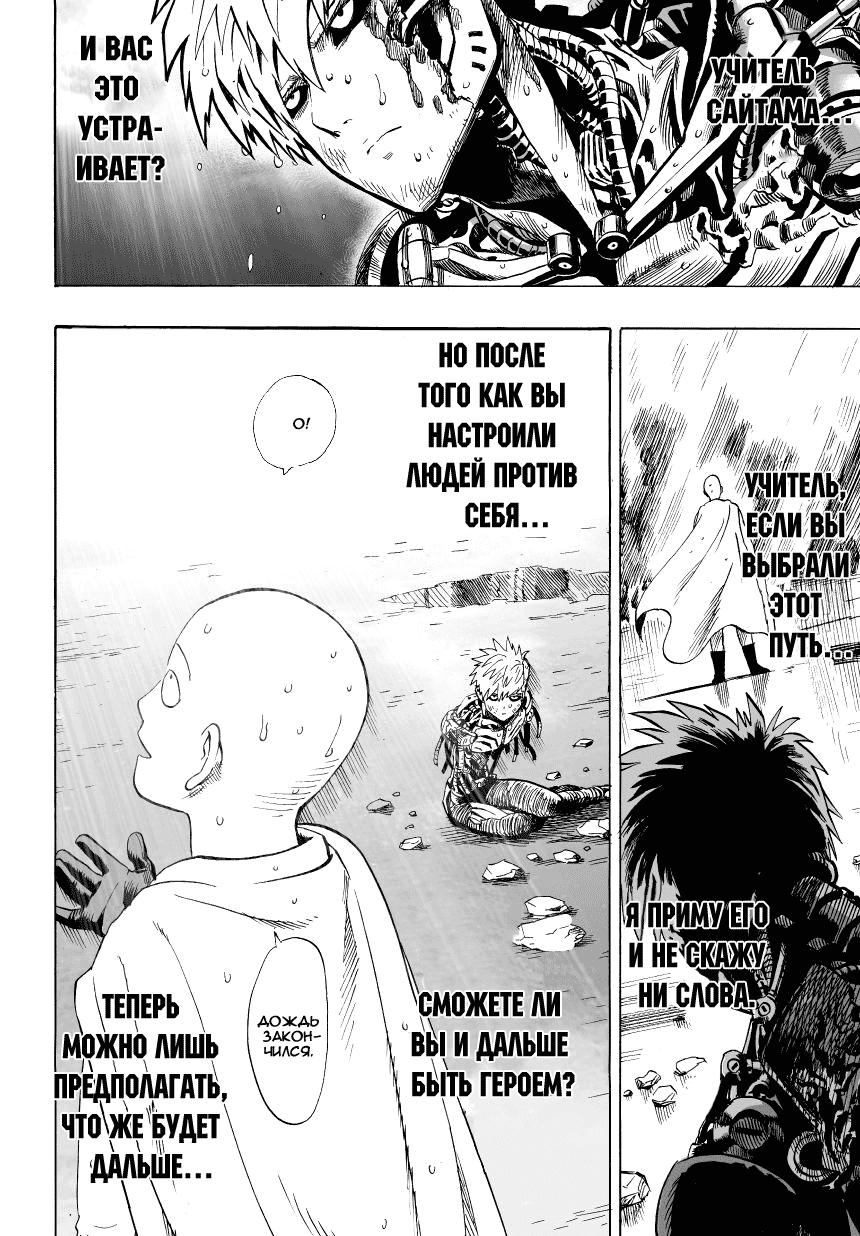 УЧИТЕЛЬ
САЙТАМА...
И ВАС
ЭТО
УСТРА-
ИВАЕТ?
УЧИТЕЛЬ,
ЕСЛИ ВЫ
ВЫБРАЛИ
ЭТОТ
ПУТЬ...
Я ПРИМУ ЕГО
И НЕ СКАЖУ
НИ СЛОВА.
НО ПОСЛЕ
ТОГО КАК ВЫ
НАСТРОИЛИ
ЛЮДЕЙ ПРОТИВ
СЕБЯ...
О!
СМОЖЕТЕ ЛИ
ВЫ И ДАЛЬШЕ
БЫТЬ ГЕРОЕМ?
ДОЖДЬ
ЗАКОН-
ЧИЛСЯ.
ТЕПЕРЬ
МОЖНО ЛИШЬ
ПРЕДПОЛАГАТЬ,
ЧТО ЖЕ БУДЕТ
ДАЛЬШЕ...